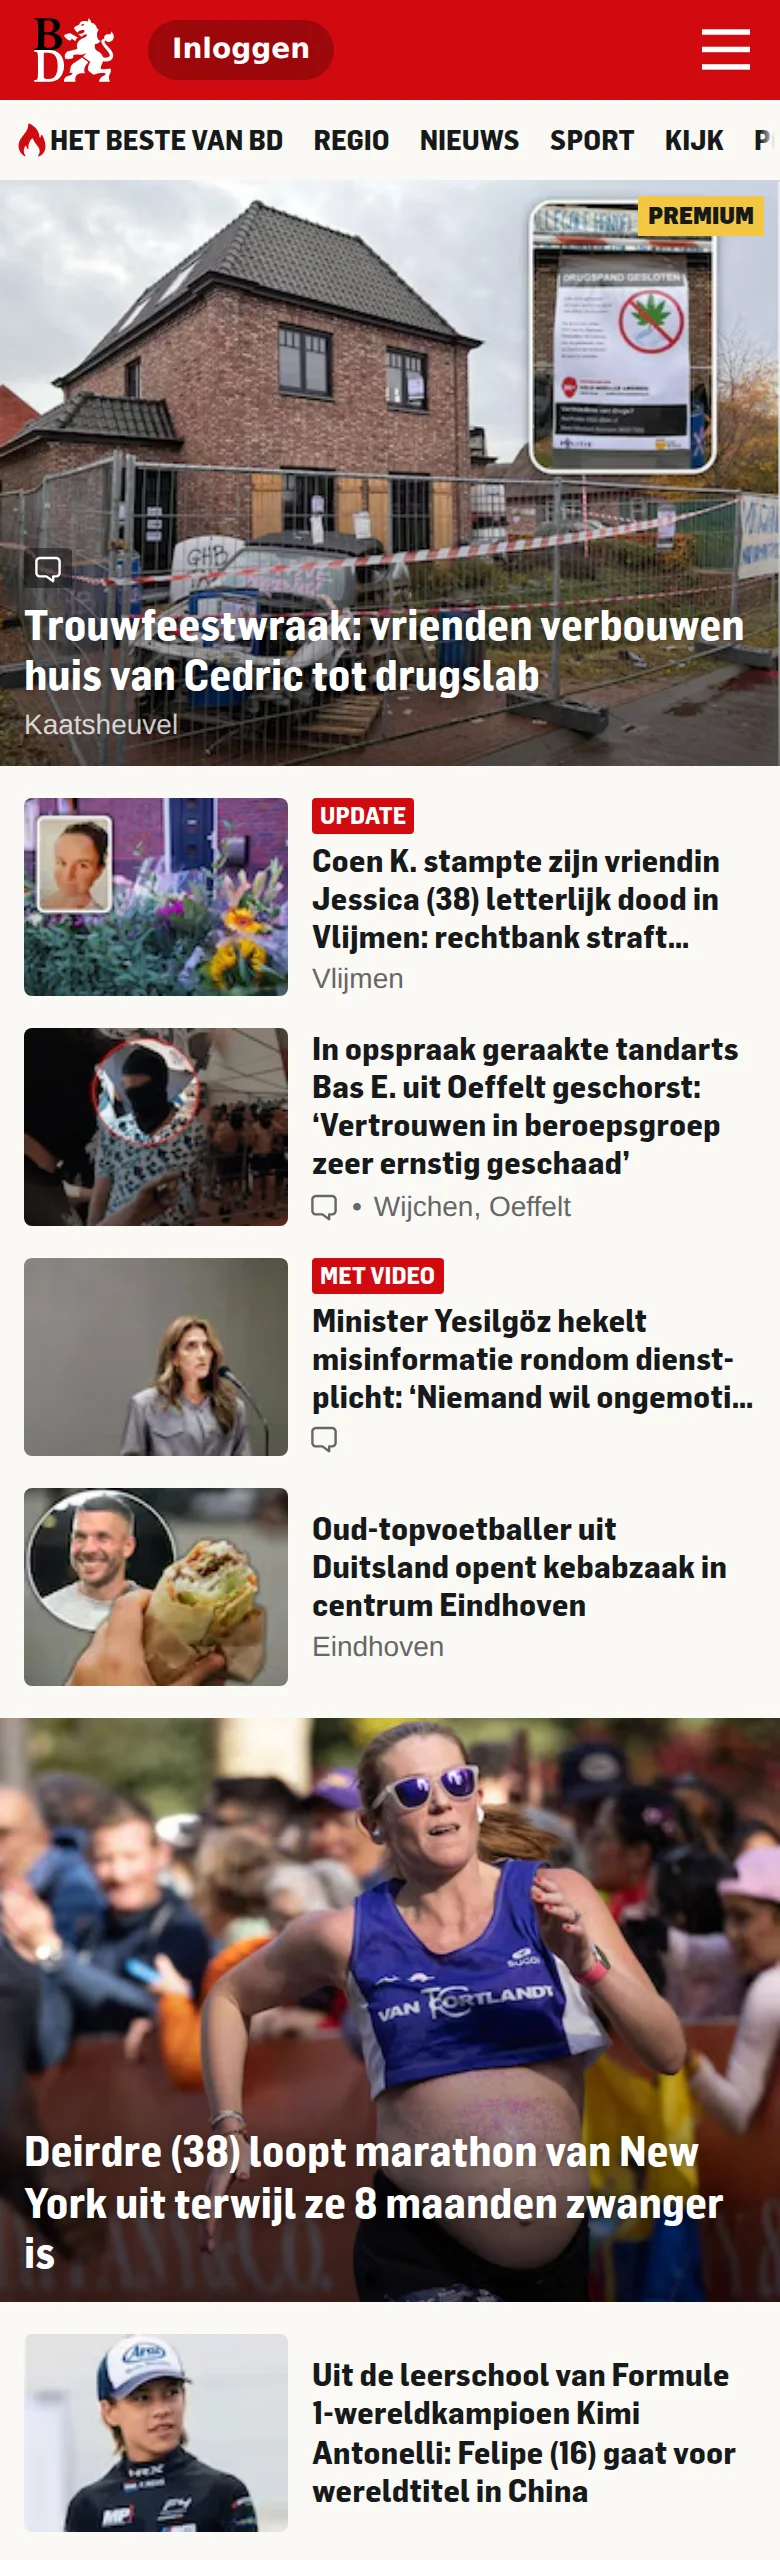 BD
Inloggen
HET BESTE VAN BD REGIO NIEUWS SPORT KIJK
PREMIUM
DRUGSPAND GESLOTEN
GHB
Trouwfeestwraak: vrienden verbouwen
huis van Cedric tot drugslab
Kaatsheuvel
UPDATE
Coen K. stampte zijn vriendin
Jessica (38) letterlijk dood in
Vlijmen: rechtbank straft...
Vlijmen
In opspraak geraakte tandarts
Bas E. uit Oeffelt geschorst:
‘Vertrouwen in beroepsgroep
zeer ernstig geschaad’
• Wijchen, Oeffelt
MET VIDEO
Minister Yesilgöz hekelt
misinformatie rondom dienst-
plicht: ‘Niemand wil ongemoti...
Oud-topvoetballer uit
Duitsland opent kebabzaak in
centrum Eindhoven
Eindhoven
SUCCI
VAN CORTLANDT
Deirdre (38) loopt marathon van New
York uit terwijl ze 8 maanden zwanger
is
Arai
MP
F4
Uit de leerschool van Formule
1-wereldkampioen Kimi
Antonelli: Felipe (16) gaat voor
wereldtitel in China